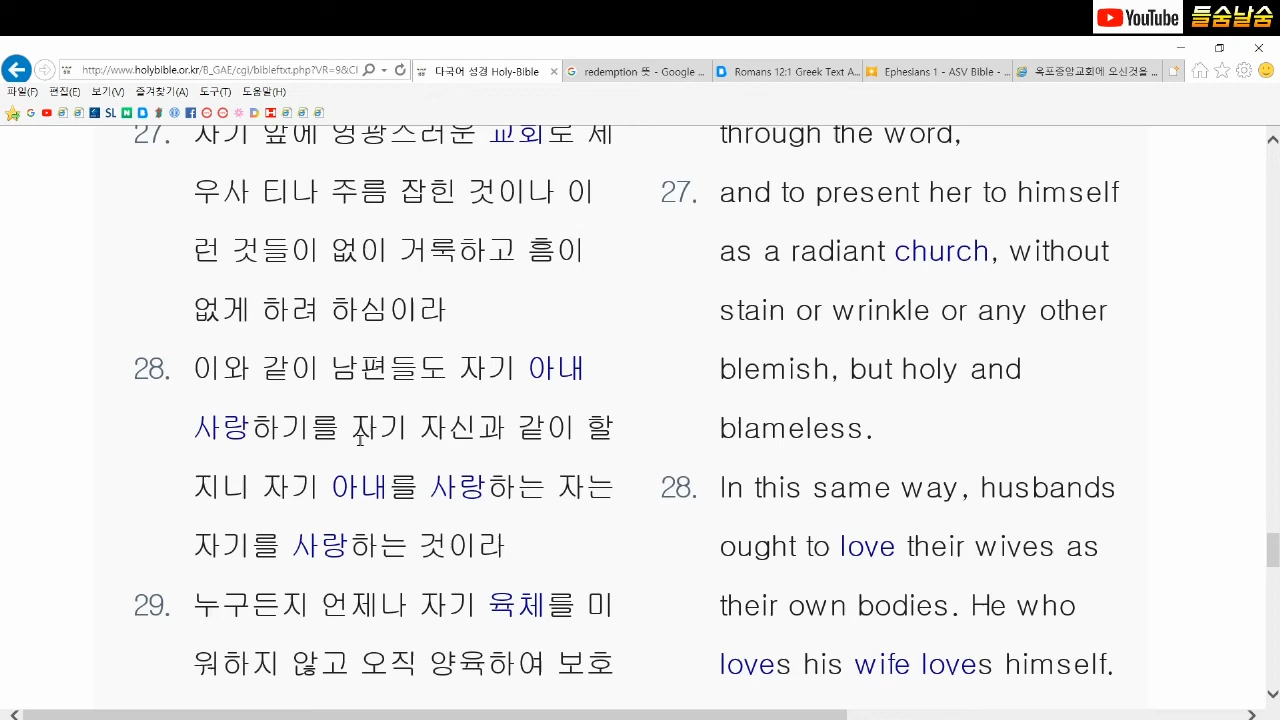 YouTube 들숨날숨
http://www.holybible.or.kr/B_GAE/cgi/bibleftxt.php?VR=9&CI
다국어 성경 Holy-Bible
redemption 뜻 - Google ...
Romans 12:1 Greek Text A...
Ephesians 1 - ASV Bible - ...
옥포중앙교회에 오신것을 ...
파일(F) 편집(E) 보기(V) 즐겨찾기(A) 도구(T) 도움말(H)
SL
27. 자기 앞에 영광스러운 교회로 세
우사 티나 주름 잡힌 것이나 이
런 것들이 없이 거룩하고 흠이
없게 하려 하심이라
28. 이와 같이 남편들도 자기 아내
사랑하기를 자기 자신과 같이 할
지니 자기 아내를 사랑하는 자는
자기를 사랑하는 것이라
29. 누구든지 언제나 자기 육체를 미
워하지 않고 오직 양육하여 보호
through the word,
27. and to present her to himself
as a radiant church, without
stain or wrinkle or any other
blemish, but holy and
blameless.
28. In this same way, husbands
ought to love their wives as
their own bodies. He who
loves his wife loves himself.